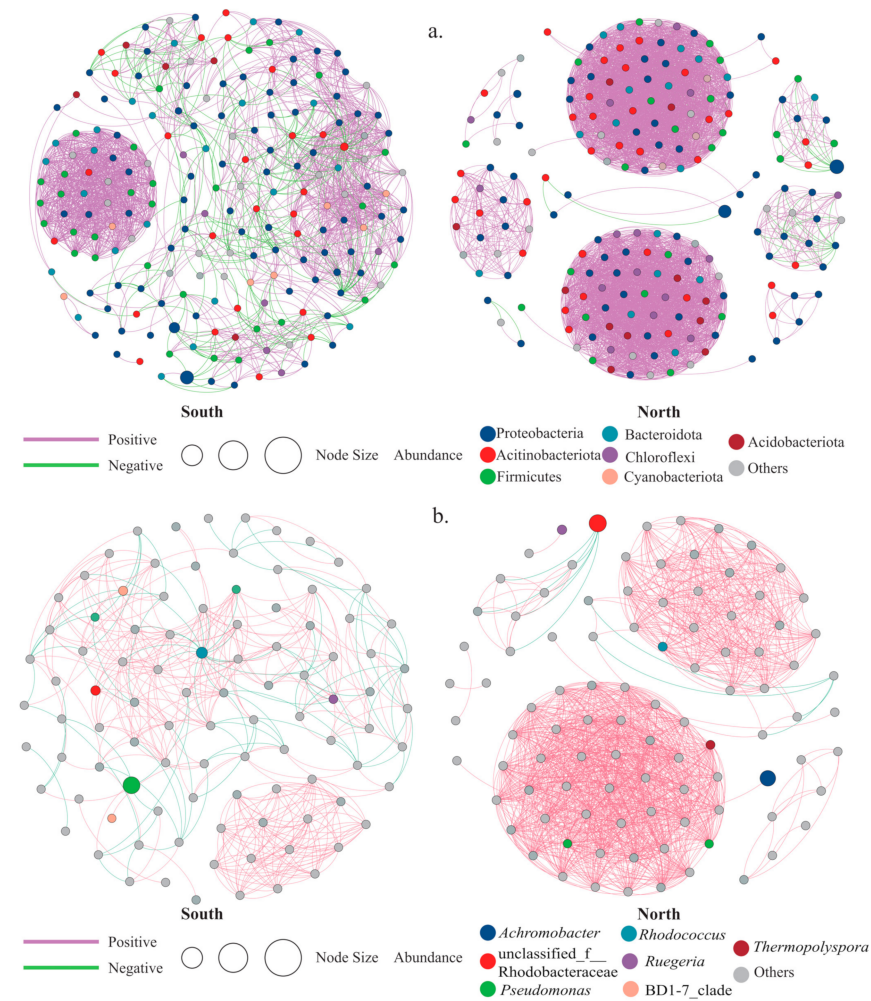 a.
South
North
Positive
Negative
Node Size Abundance
Proteobacteria
Acitinobacteriota
Firmicutes
Bacteroidota
Chloroflexi
Cyanobacteriota
Acidobacteriota
Others
b.
South
North
Positive
Negative
Node Size Abundance
Achromobacter
unclassified_f__
Rhodobacteraceae
Pseudomonas
Rhodococcus
Ruegeria
BD1-7_clade
Thermopolyspora
Others